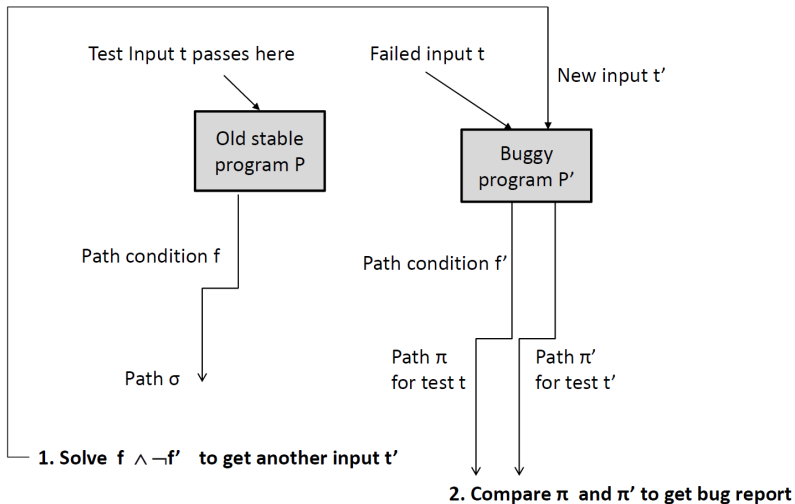 Test Input t passes here
Failed input t
New input t’
Old stable
program P
Buggy
program P’
Path condition f
Path condition f’
Path σ
Path π
for test t
Path π’
for test t’
1. Solve f ∧ ¬f’ to get another input t’
2. Compare π and π’ to get bug report